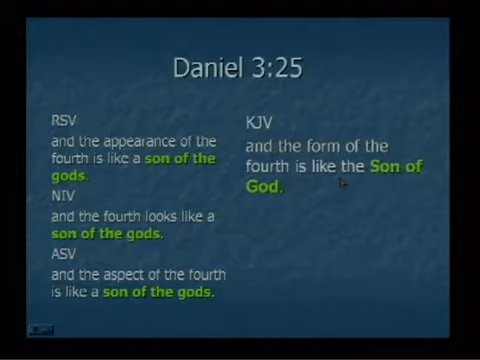 Daniel 3:25
RSV
and the appearance of the
fourth is like a son of the
gods.
NIV
and the fourth looks like a
son of the gods.
ASV
and the aspect of the fourth
is like a son of the gods.
KJV
and the form of the
fourth is like the Son of
God.